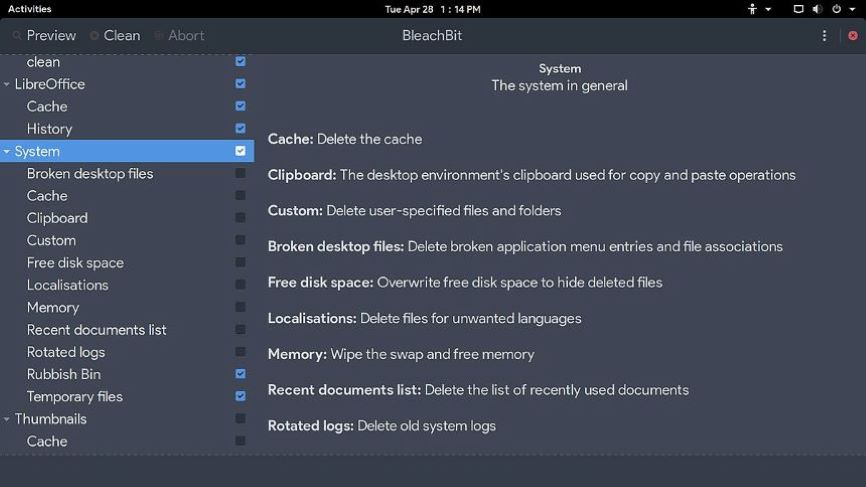 Activities
Tue Apr 28 1 : 14 PM
Preview Clean Abort
BleachBit
clean
LibreOffice
Cache
History
System
Broken desktop files
Cache
Clipboard
Custom
Free disk space
Localisations
Memory
Recent documents list
Rotated logs
Rubbish Bin
Temporary files
Thumbnails
Cache
System
The system in general
Cache: Delete the cache
Clipboard: The desktop environment's clipboard used for copy and paste operations
Custom: Delete user-specified files and folders
Broken desktop files: Delete broken application menu entries and file associations
Free disk space: Overwrite free disk space to hide deleted files
Localisations: Delete files for unwanted languages
Memory: Wipe the swap and free memory
Recent documents list: Delete the list of recently used documents
Rotated logs: Delete old system logs